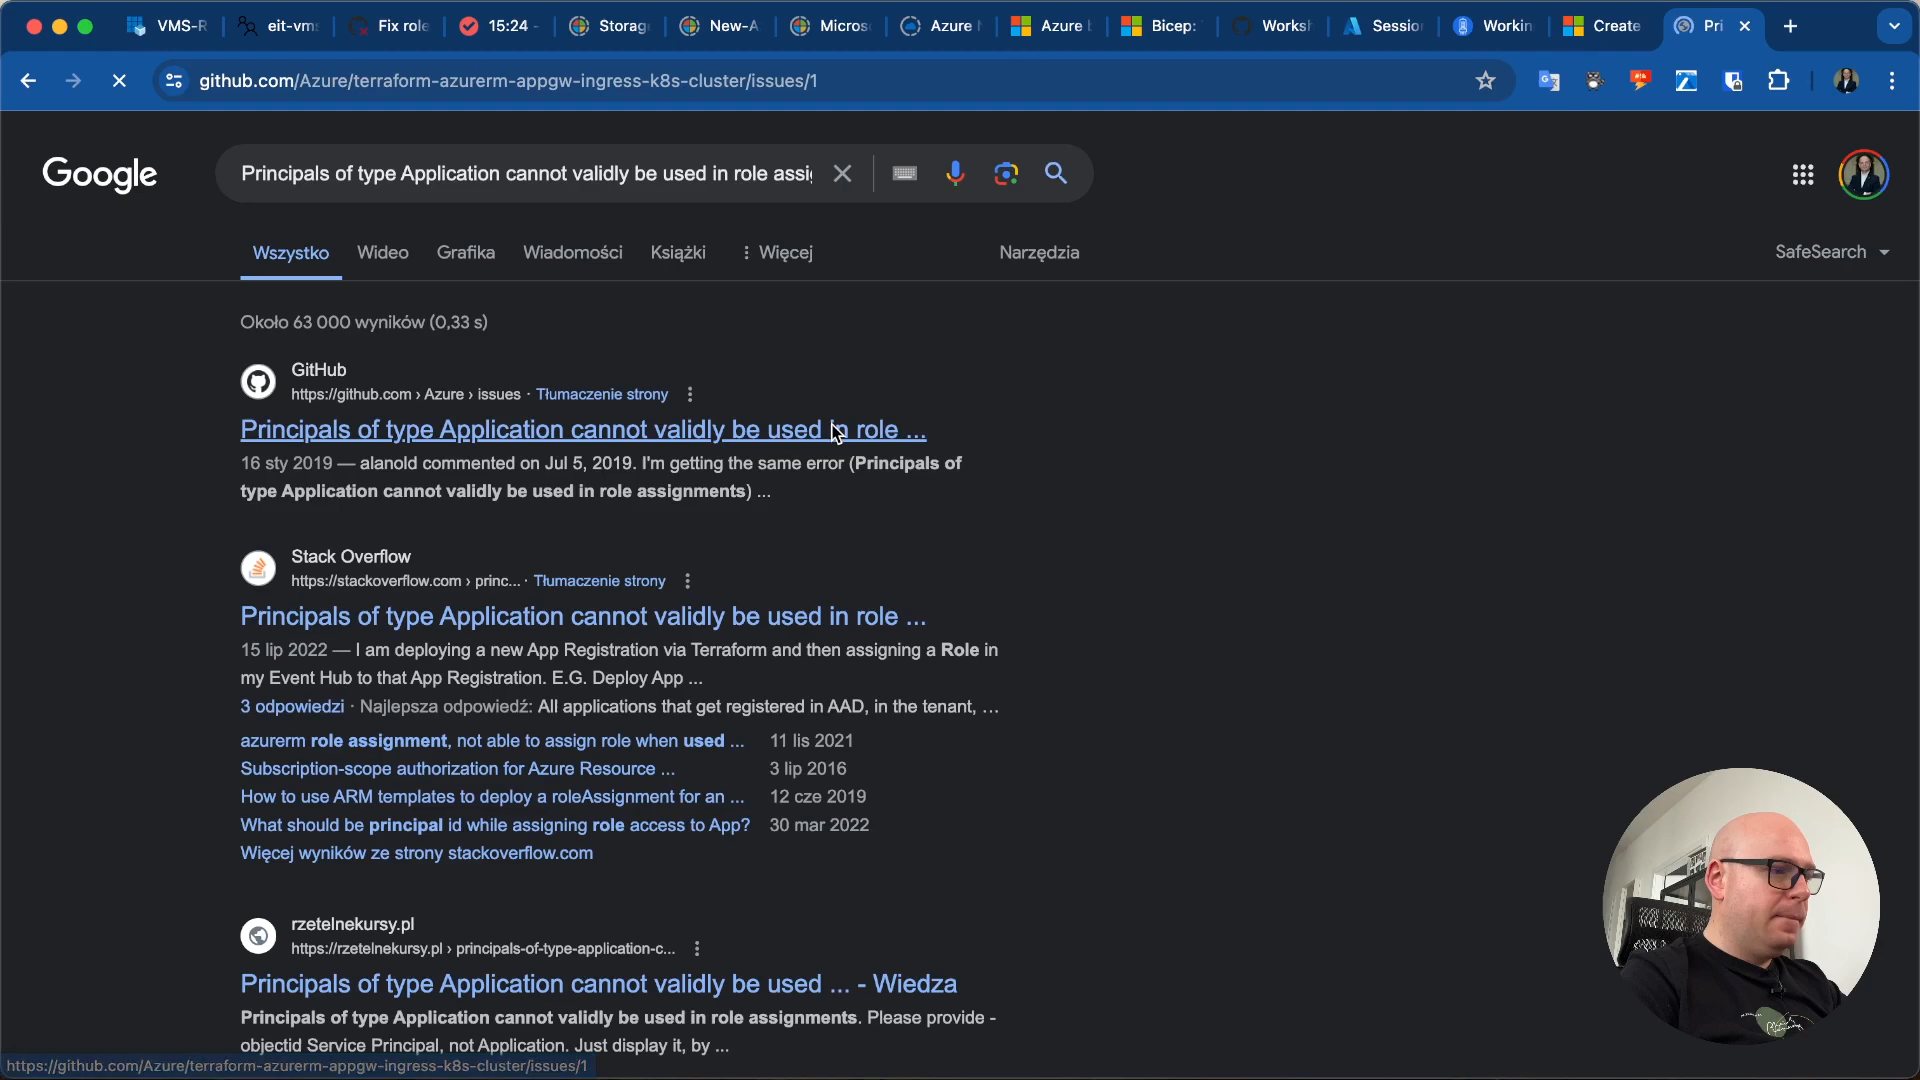 VMS-R
eit-vm
Fix role
15:24 -
Storag
New-A
Micros
Azure
Azure
Bicep:
Works
Sessio
Workin
Create
Pri
github.com/Azure/terraform-azurerm-appgw-ingress-k8s-cluster/issues/1
Google
Principals of type Application cannot validly be used in role assi
Wszystko
Wideo
Grafika
Wiadomości
Książki
Więcej
Narzędzia
SafeSearch
Około 63 000 wyników (0,33 s)
GitHub
https://github.com › Azure › issues · Tłumaczenie strony
Principals of type Application cannot validly be used in role ...
16 sty 2019 — alanold commented on Jul 5, 2019. I'm getting the same error (Principals of
type Application cannot validly be used in role assignments) ...
Stack Overflow
https://stackoverflow.com › princ... · Tłumaczenie strony
Principals of type Application cannot validly be used in role ...
15 lip 2022 — I am deploying a new App Registration via Terraform and then assigning a Role in
my Event Hub to that App Registration. E.G. Deploy App ...
3 odpowiedzi · Najlepsza odpowiedź: All applications that get registered in AAD, in the tenant, ...
azurerm role assignment, not able to assign role when used ... 11 lis 2021
Subscription-scope authorization for Azure Resource ... 3 lip 2016
How to use ARM templates to deploy a roleAssignment for an ... 12 cze 2019
What should be principal id while assigning role access to App? 30 mar 2022
Więcej wyników ze strony stackoverflow.com
rzetelnekursy.pl
https://rzetelnekursy.pl › principals-of-type-application-c...
Principals of type Application cannot validly be used ... - Wiedza
Principals of type Application cannot validly be used in role assignments. Please provide -
objectid Service Principal, not Application. Just display it, by ...
https://github.com/Azure/terraform-azurerm-appgw-ingress-k8s-cluster/issues/1